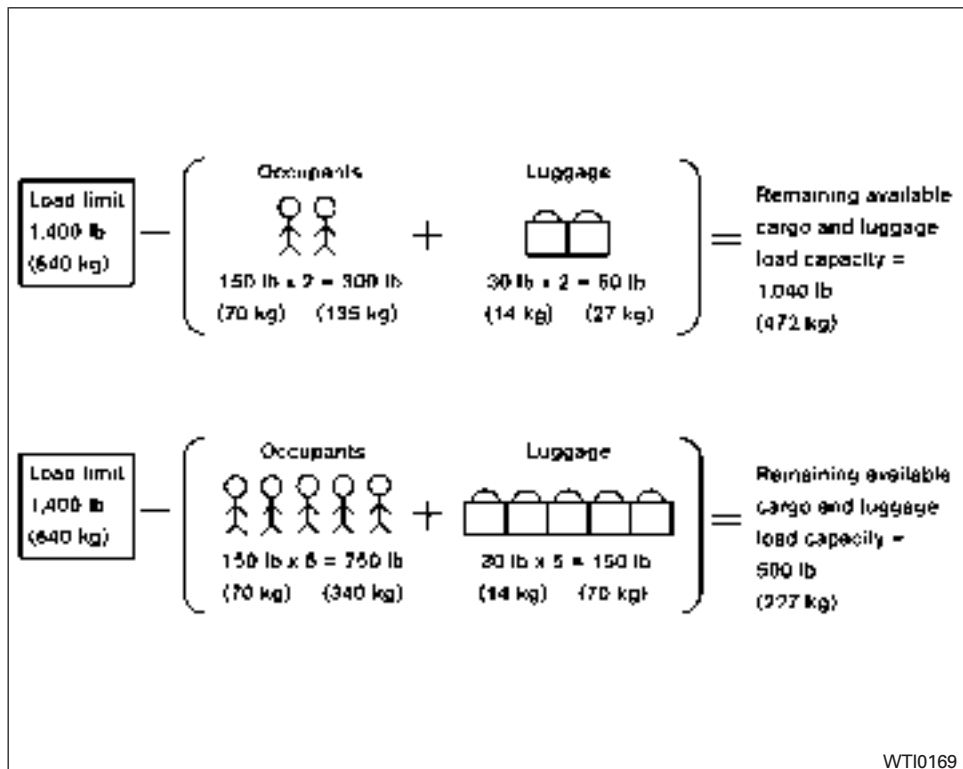 Occupants Luggage
Load limit
1,400 lb
(640 kg)
− ( + ) =
150 lb x 2 = 300 lb 30 lb x 2 = 60 lb
(70 kg) (135 kg) (14 kg) (27 kg)
Remaining available
cargo and luggage
load capacity =
1,040 lb
(472 kg)
Occupants Luggage
Load limit
1,400 lb
(640 kg)
− ( + ) =
150 lb x 5 = 750 lb 30 lb x 5 = 150 lb
(70 kg) (340 kg) (14 kg) (70 kg)
Remaining available
cargo and luggage
load capacity =
500 lb
(227 kg)
WTI0169